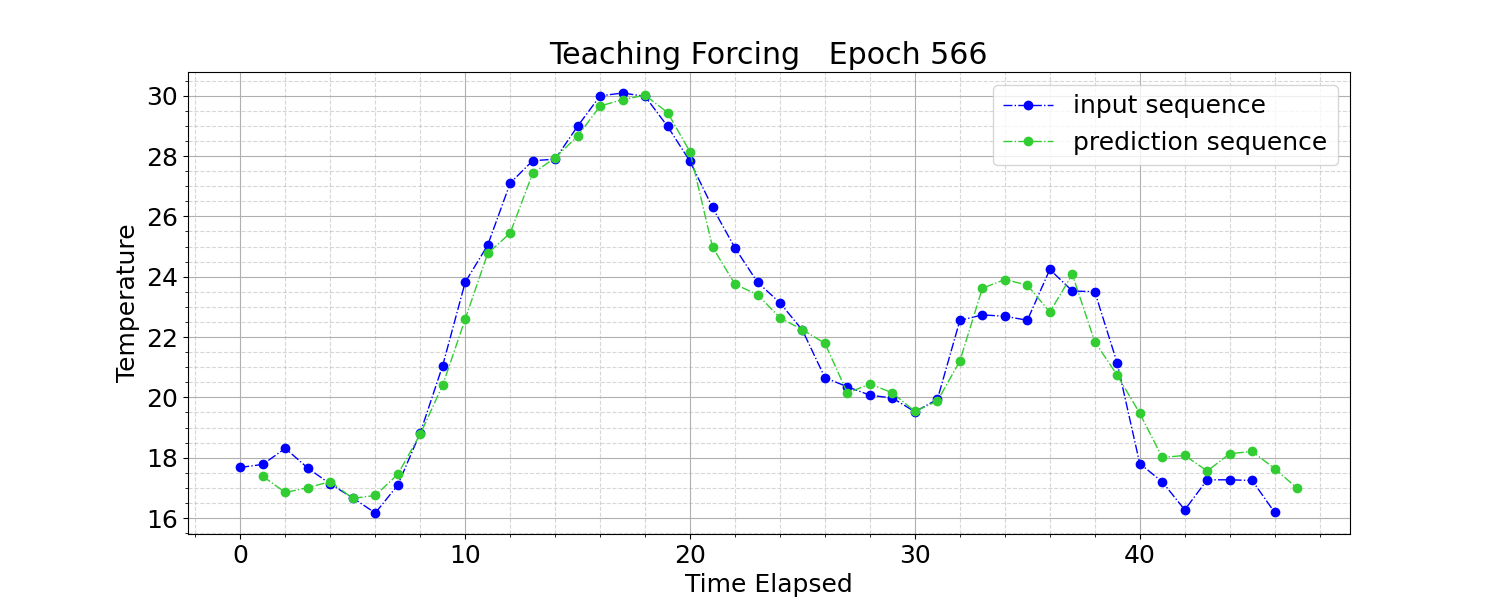 Teaching Forcing   Epoch 566
input sequence
prediction sequence
Temperature
30
28
26
24
22
20
18
16
0 10 20 30 40
Time Elapsed